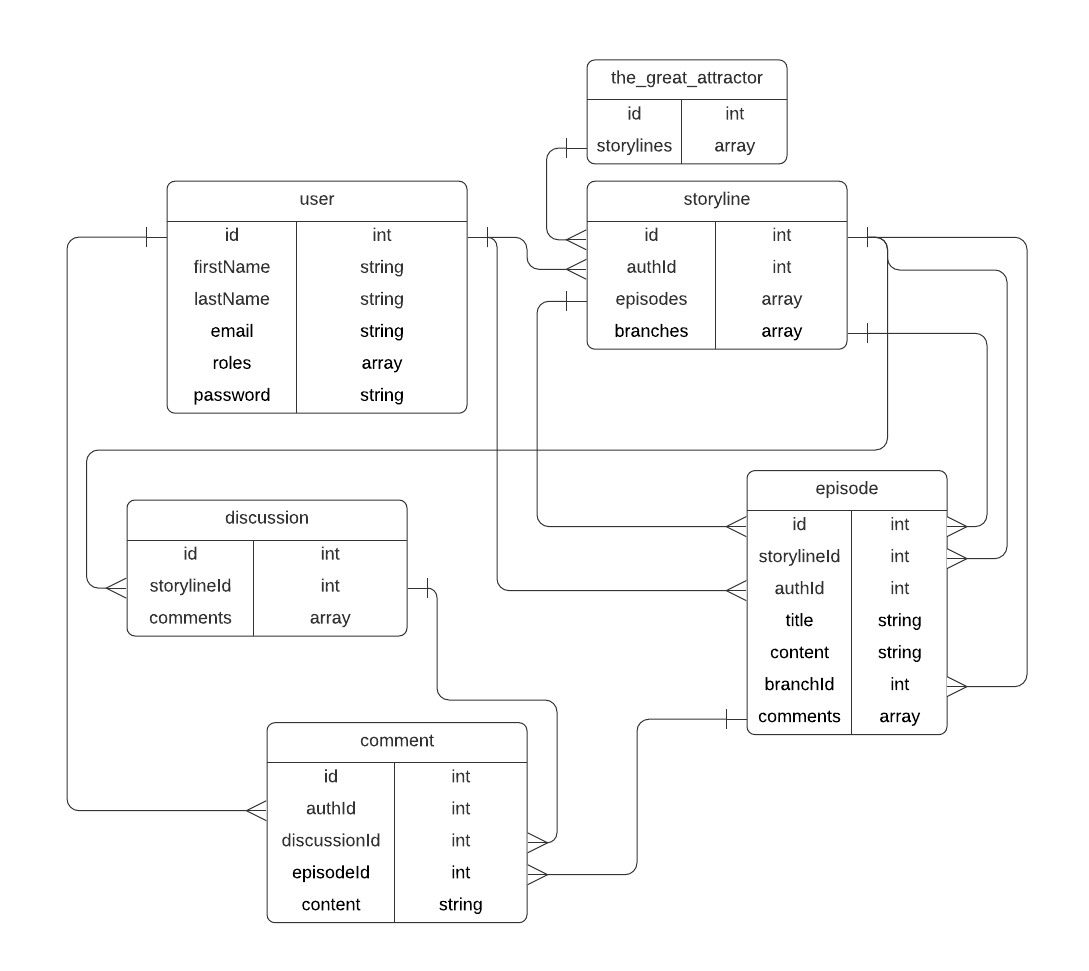 the_great_attractor
id int
storylines array
user
id int
firstName string
lastName string
email string
roles array
password string
storyline
id int
authId int
episodes array
branches array
episode
id int
storylineId int
authId int
title string
content string
branchId int
comments array
discussion
id int
storylineId int
comments array
comment
id int
authId int
discussionId int
episodeId int
content string